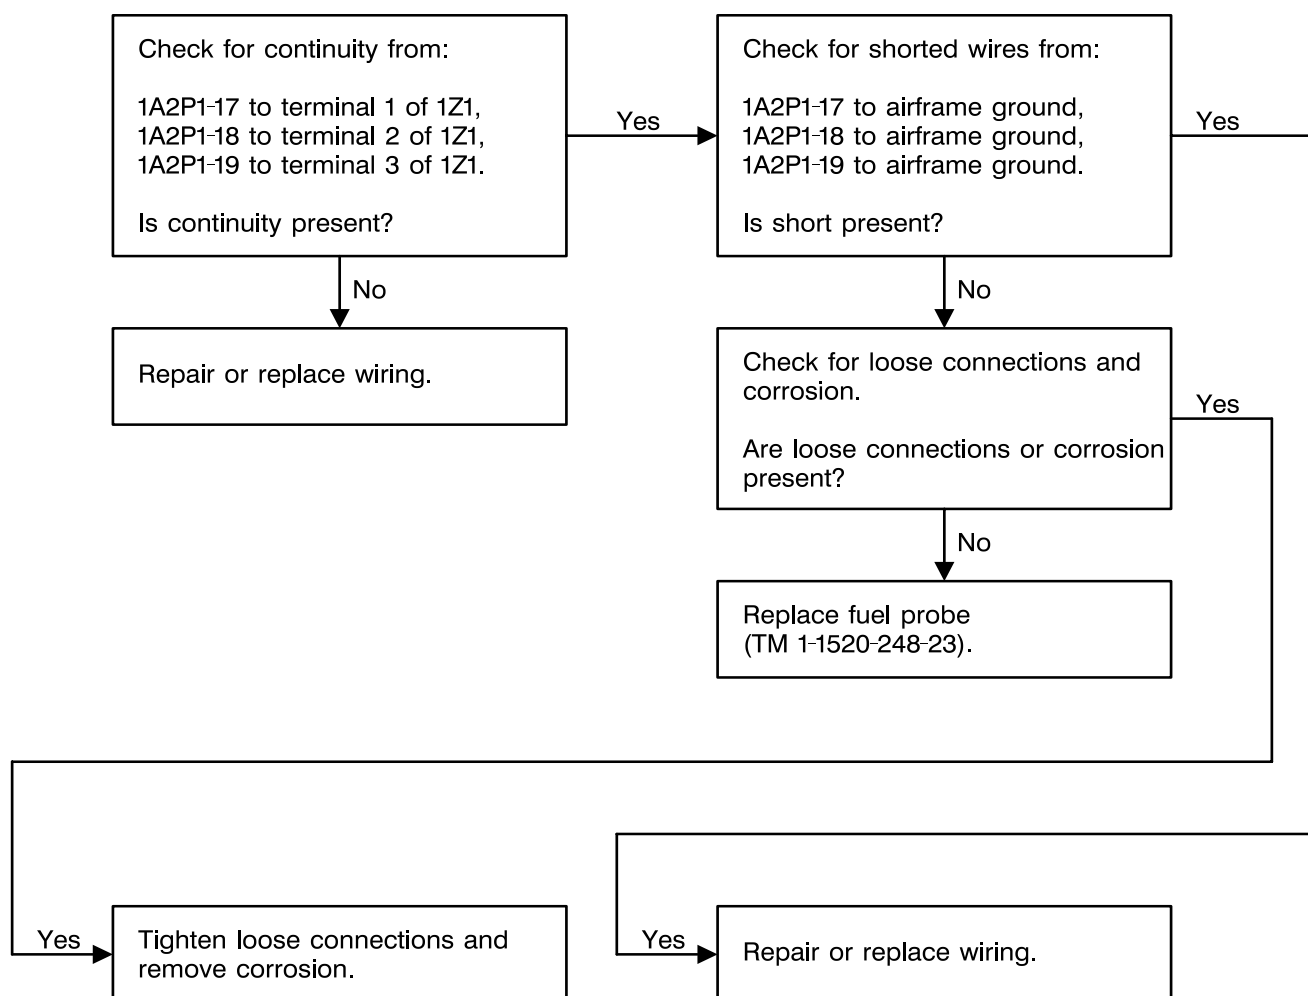 Check for continuity from:
1A2P1-17 to terminal 1 of 1Z1,
1A2P1-18 to terminal 2 of 1Z1,
1A2P1-19 to terminal 3 of 1Z1.
Is continuity present?
Yes
Check for shorted wires from:
1A2P1-17 to airframe ground,
1A2P1-18 to airframe ground,
1A2P1-19 to airframe ground.
Is short present?
Yes
No
Repair or replace wiring.
No
Check for loose connections and
corrosion.
Are loose connections or corrosion
present?
Yes
No
Replace fuel probe
(TM 1-1520-248-23).
Yes
Tighten loose connections and
remove corrosion.
Yes
Repair or replace wiring.